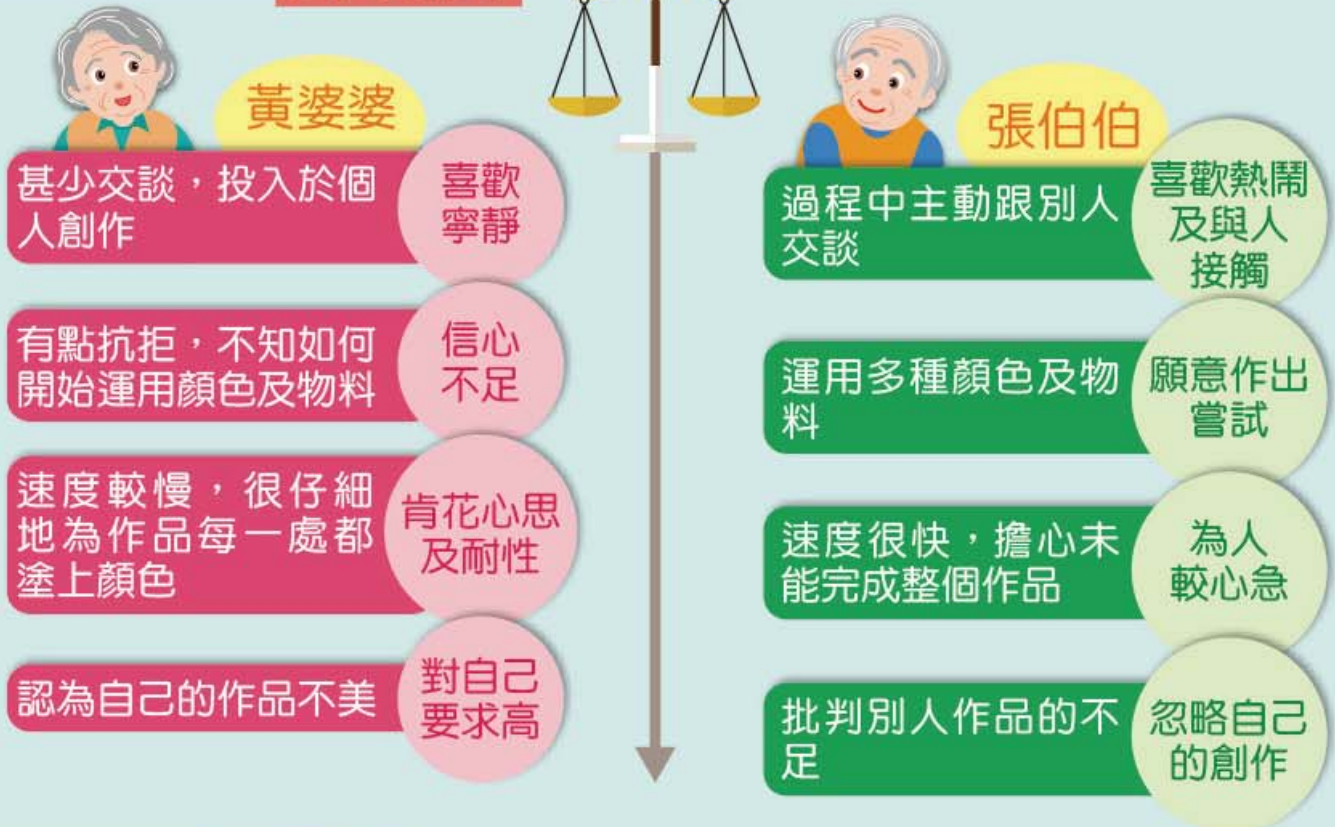 黃婆婆
甚少交談，投入於個
人創作
喜歡
寧靜
有點抗拒，不知如何
開始運用顏色及物料
信心
不足
速度較慢，很仔細
地為作品每一處都
塗上顏色
肯花心思
及耐性
認為自己的作品不美
對自己
要求高
張伯伯
過程中主動跟別人
交談
喜歡熱鬧
及與人
接觸
運用多種顏色及物
料
願意作出
嘗試
速度很快，擔心未
能完成整個作品
為人
較心急
批判別人作品的不
足
忽略自己
的創作